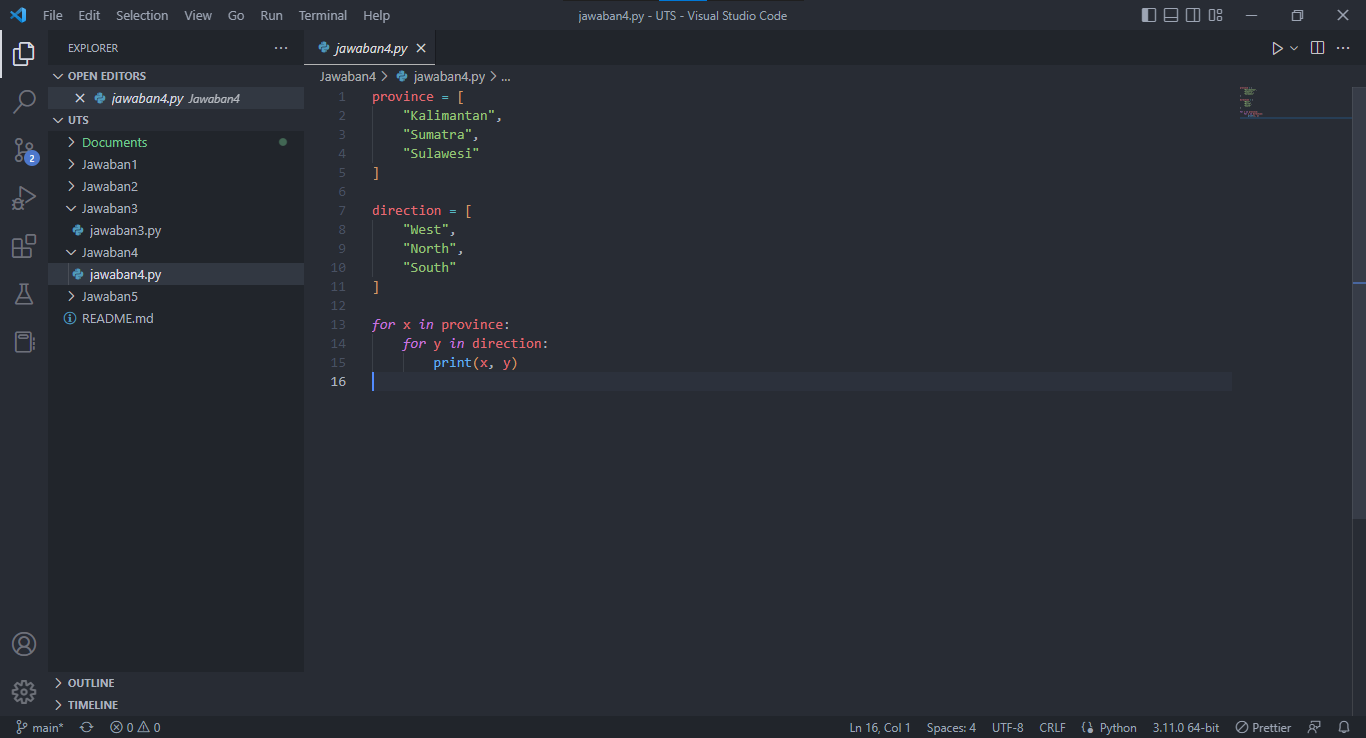 File Edit Selection View Go Run Terminal Help
jawaban4.py - UTS - Visual Studio Code
EXPLORER
OPEN EDITORS
jawaban4.py Jawaban4
UTS
Documents
Jawaban1
Jawaban2
Jawaban3
jawaban3.py
Jawaban4
jawaban4.py
Jawaban5
README.md
OUTLINE
TIMELINE
2
jawaban4.py
Jawaban4 > jawaban4.py > ...
1 province = [
2     "Kalimantan",
3     "Sumatra",
4     "Sulawesi"
5 ]
6
7 direction = [
8     "West",
9     "North",
10     "South"
11 ]
12
13 for x in province:
14     for y in direction:
15         print(x, y)
16
main* 0 0 Ln 16, Col 1 Spaces: 4 UTF-8 CRLF Python 3.11.0 64-bit Prettier